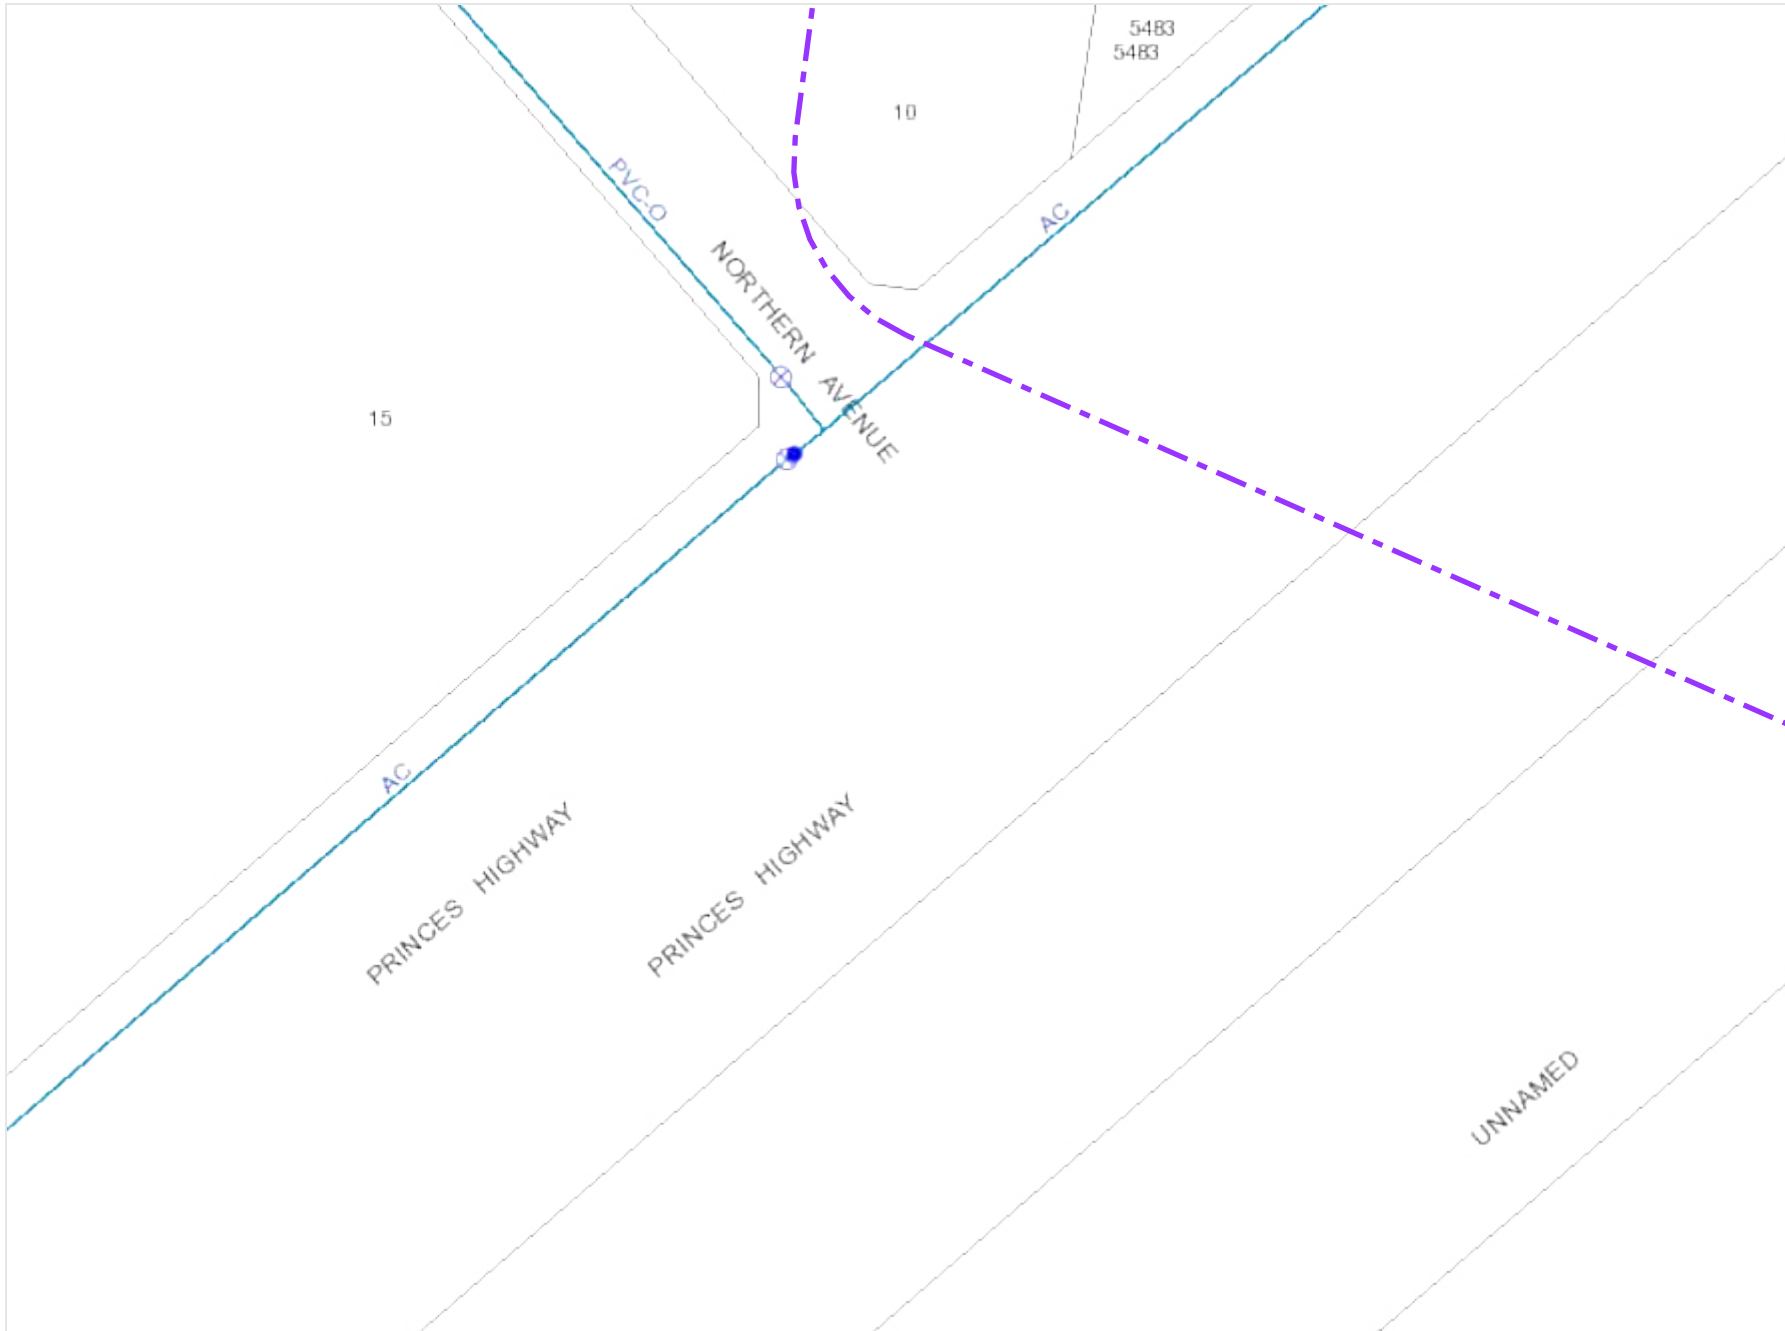 5483
5483
10
PVC-O
AC
NORTHERN AVENUE
15
AC
PRINCES HIGHWAY
PRINCES HIGHWAY
UNNAMED